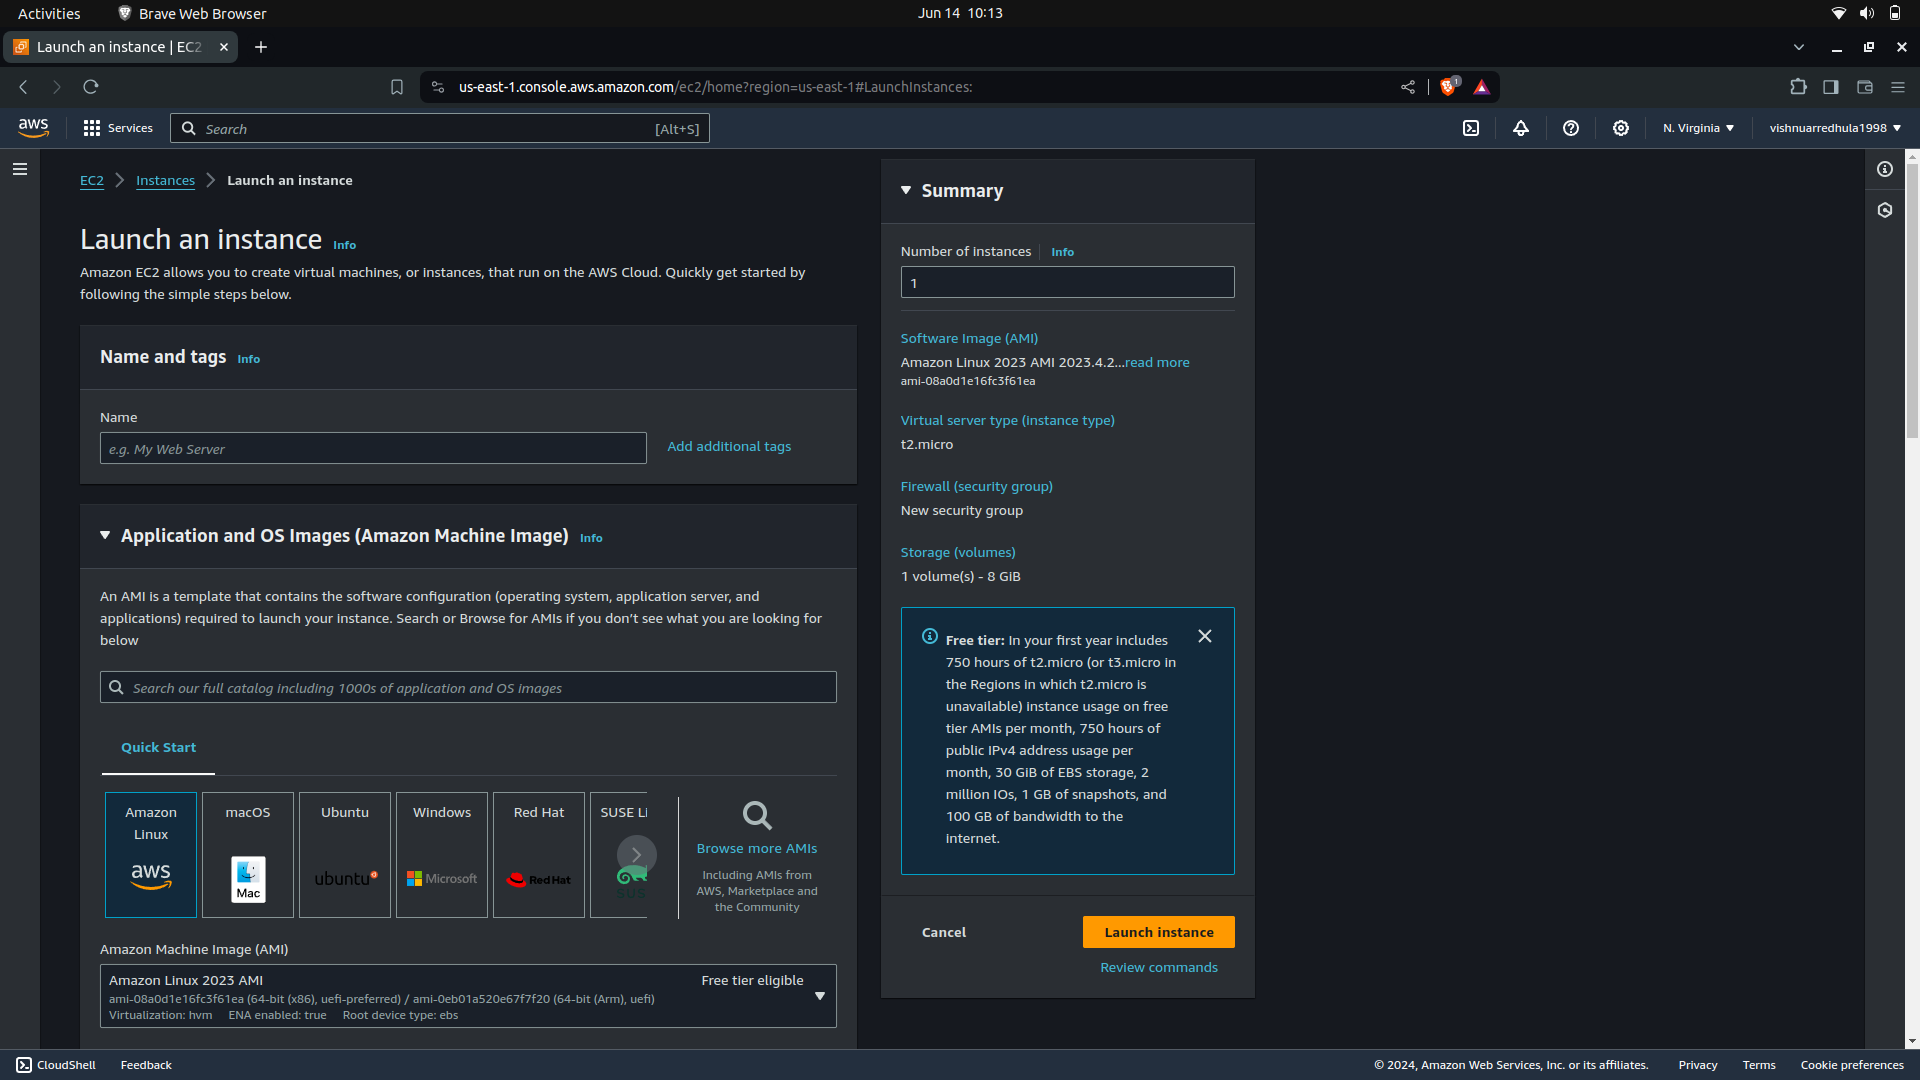 Activities
Brave Web Browser
Jun 14 10:13
Launch an instance | EC2
us-east-1.console.aws.amazon.com/ec2/home?region=us-east-1#LaunchInstances:
1
aws
Services
Search
[Alt+S]
N. Virginia
vishnuarredhula1998
EC2
Instances
Launch an instance
Launch an instance Info
Amazon EC2 allows you to create virtual machines, or instances, that run on the AWS Cloud. Quickly get started by
following the simple steps below.
Name and tags Info
Name
e.g. My Web Server
Add additional tags
Application and OS Images (Amazon Machine Image) Info
An AMI is a template that contains the software configuration (operating system, application server, and
applications) required to launch your instance. Search or Browse for AMIs if you don’t see what you are looking for
below
Search our full catalog including 1000s of application and OS images
Quick Start
Amazon
Linux
aws
macOS
Mac
Ubuntu
ubuntu
Windows
Microsoft
Red Hat
RedHat
SUSE LI
SUS
Browse more AMIs
Including AMIs from
AWS, Marketplace and
the Community
Amazon Machine Image (AMI)
Amazon Linux 2023 AMI
Free tier eligible
ami-08a0d1e16fc3f61ea (64-bit (x86), uefi-preferred) / ami-0eb01a520e67f7f20 (64-bit (Arm), uefi)
Virtualization: hvm ENA enabled: true Root device type: ebs
Summary
Number of instances Info
1
Software Image (AMI)
Amazon Linux 2023 AMI 2023.4.2...read more
ami-08a0d1e16fc3f61ea
Virtual server type (instance type)
t2.micro
Firewall (security group)
New security group
Storage (volumes)
1 volume(s) - 8 GiB
Free tier: In your first year includes
750 hours of t2.micro (or t3.micro in
the Regions in which t2.micro is
unavailable) instance usage on free
tier AMIs per month, 750 hours of
public IPv4 address usage per
month, 30 GiB of EBS storage, 2
million IOs, 1 GB of snapshots, and
100 GB of bandwidth to the
internet.
Cancel
Launch instance
Review commands
CloudShell
Feedback
© 2024, Amazon Web Services, Inc. or its affiliates.
Privacy
Terms
Cookie preferences